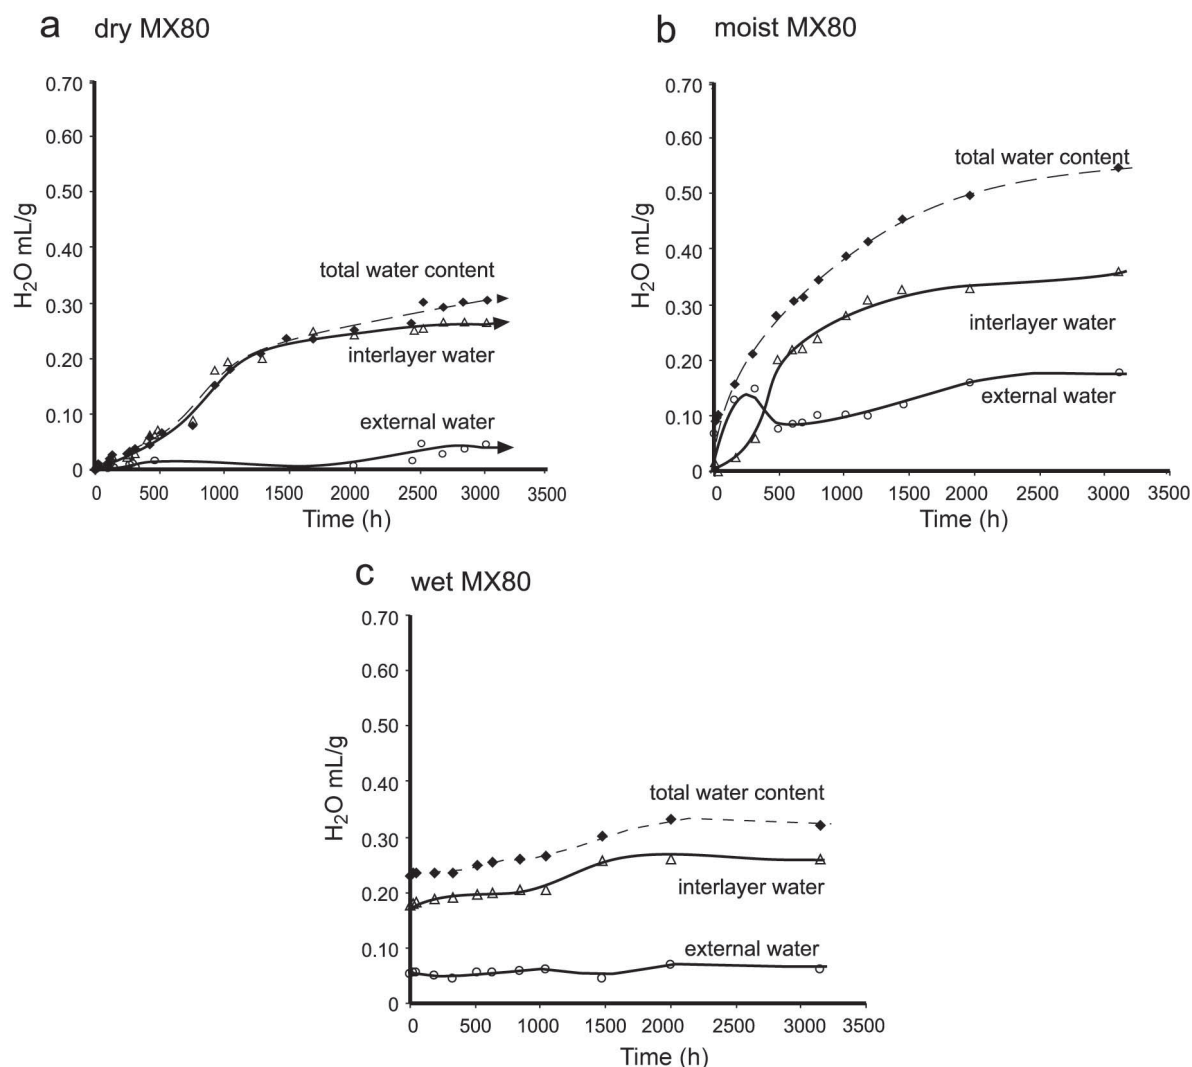 a dry MX80
0.70
0.60
0.50
0.40
0.30
0.20
0.10
0
H₂O mL/g
total water content
interlayer water
external water
0 500 1000 1500 2000 2500 3000 3500
Time (h)
b moist MX80
0.70
0.60
0.50
0.40
0.30
0.20
0.10
0
H₂O mL/g
total water content
interlayer water
external water
0 500 1000 1500 2000 2500 3000 3500
Time (h)
c wet MX80
0.70
0.60
0.50
0.40
0.30
0.20
0.10
0
H₂O mL/g
total water content
interlayer water
external water
0 500 1000 1500 2000 2500 3000 3500
Time (h)